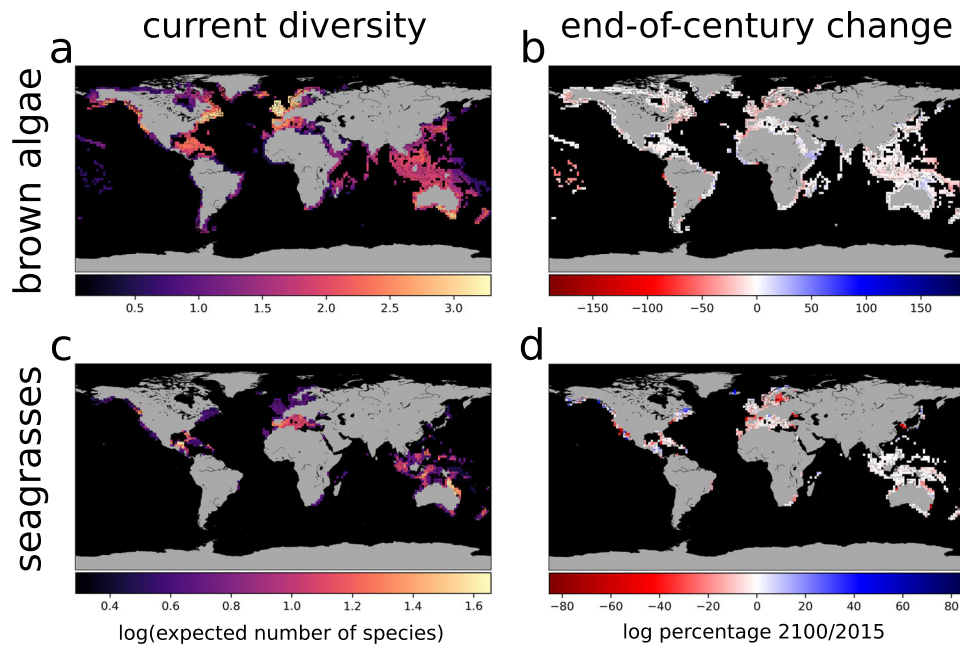 current diversity
end-of-century change
a
b
brown algae
0.5 1.0 1.5 2.0 2.5 3.0
−150 −100 −50 0 50 100 150
c
d
seagrasses
0.4 0.6 0.8 1.0 1.2 1.4 1.6
−80 −60 −40 −20 0 20 40 60 80
log(expected number of species)
log percentage 2100/2015